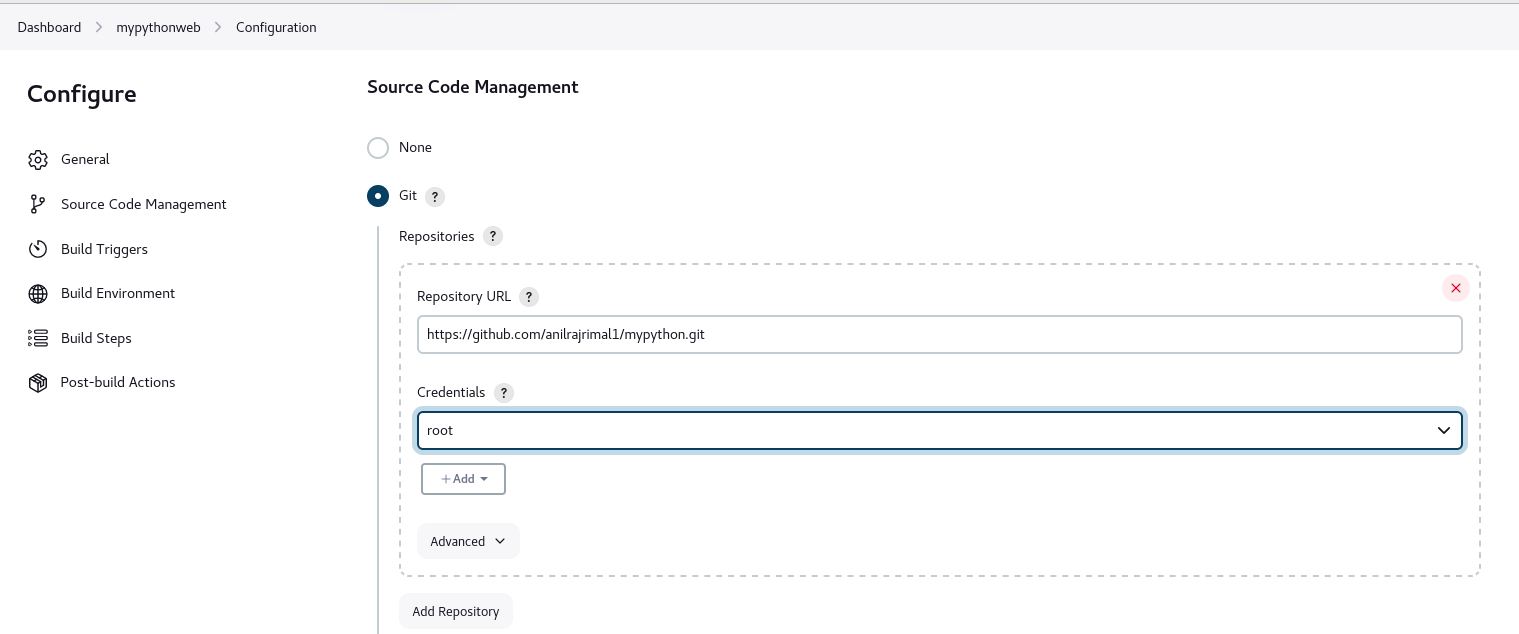 Dashboard > mypythonweb > Configuration
Configure
General
Source Code Management
Build Triggers
Build Environment
Build Steps
Post-build Actions
Source Code Management
None
Git ?
Repositories ?
Repository URL ?
https://github.com/anilrajrimal1/mypython.git
Credentials ?
root
+ Add
Advanced
Add Repository